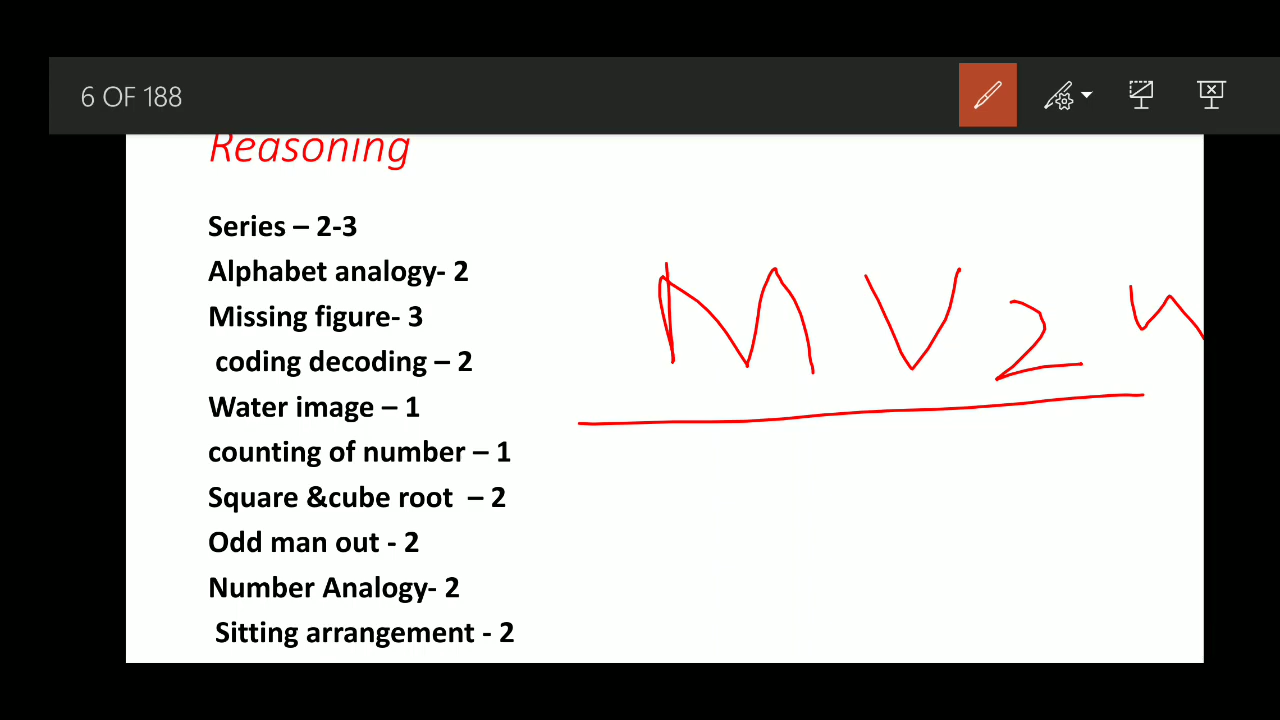 6 OF 188
Reasoning
Series – 2-3
Alphabet analogy- 2
Missing figure- 3
coding decoding – 2
Water image – 1
counting of number – 1
Square &cube root – 2
Odd man out - 2
Number Analogy- 2
Sitting arrangement - 2
M V 2